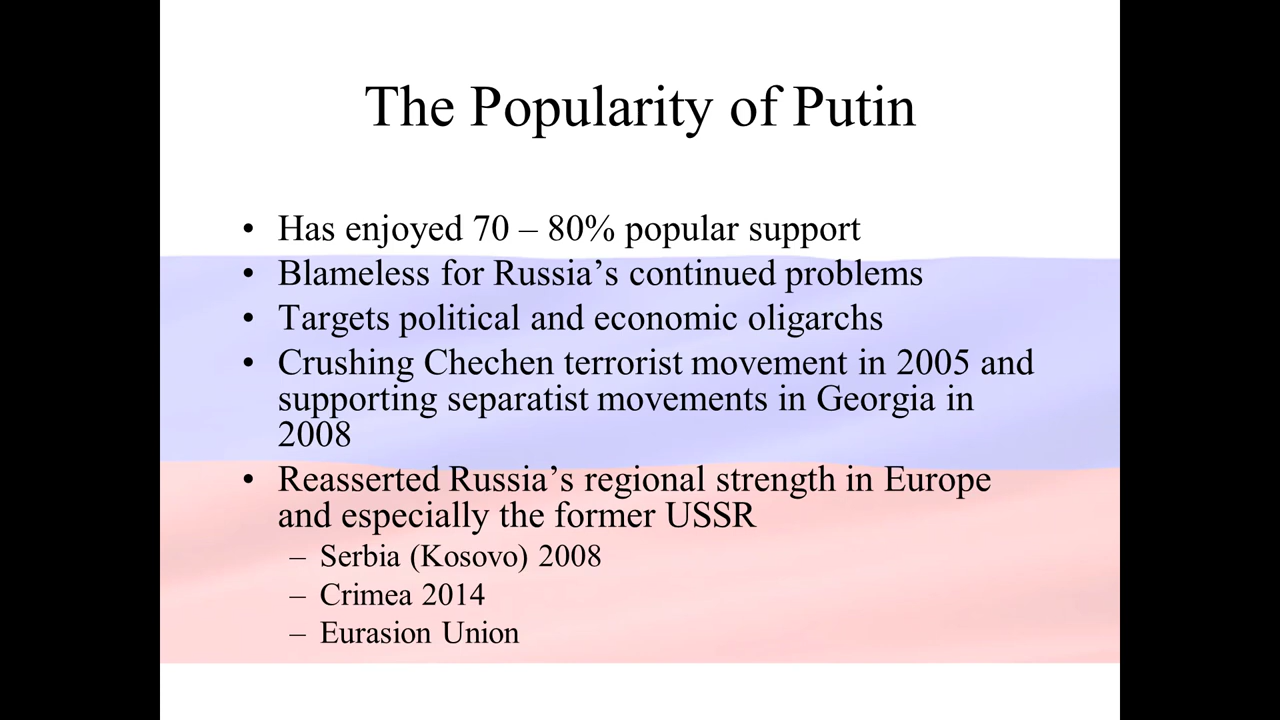 The Popularity of Putin
• Has enjoyed 70 – 80% popular support
• Blameless for Russia’s continued problems
• Targets political and economic oligarchs
• Crushing Chechen terrorist movement in 2005 and
supporting separatist movements in Georgia in
2008
• Reasserted Russia’s regional strength in Europe
and especially the former USSR
– Serbia (Kosovo) 2008
– Crimea 2014
– Eurasion Union